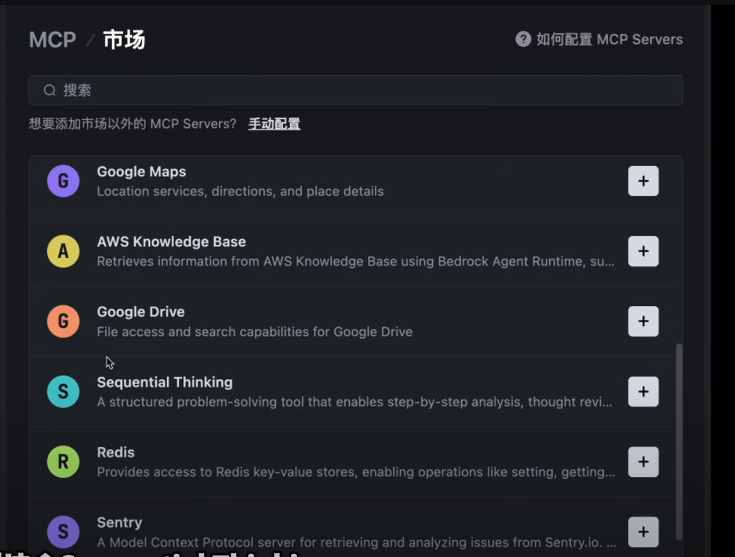 MCP / 市场
如何配置 MCP Servers
搜索
想要添加市场以外的 MCP Servers? 手动配置
G
Google Maps
Location services, directions, and place details
+
A
AWS Knowledge Base
Retrieves information from AWS Knowledge Base using Bedrock Agent Runtime, su...
+
G
Google Drive
File access and search capabilities for Google Drive
+
S
Sequential Thinking
A structured problem-solving tool that enables step-by-step analysis, thought revi...
+
R
Redis
Provides access to Redis key-value stores, enabling operations like setting, getting...
+
S
Sentry
A Model Context Protocol server for retrieving and analyzing issues from Sentry.io. ...
+